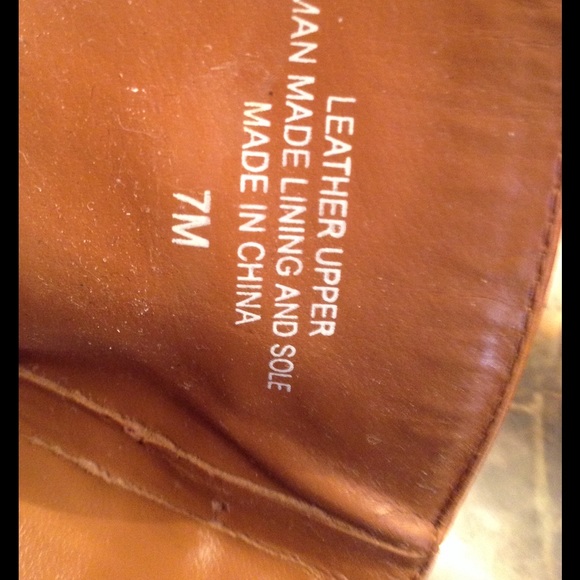 LEATHER UPPER
MAN MADE LINING AND SOLE
MADE IN CHINA
7M